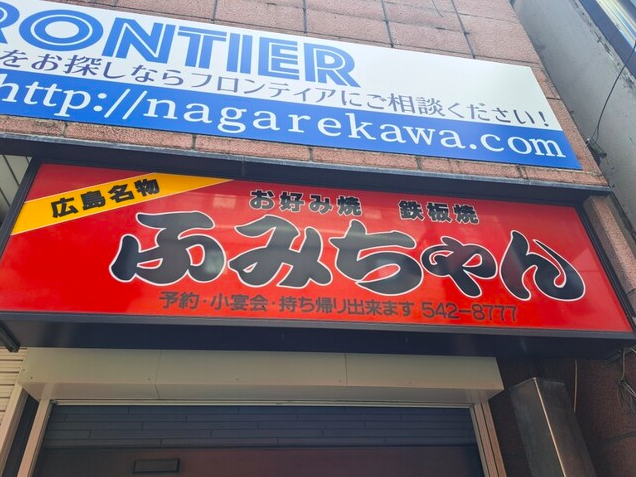 RONTIER
をお探しならフロンティアにご相談ください!
http://nagarekawa.com
広島名物
お好み焼 鉄板焼
ふみちゃん
予約・小宴会・持ち帰り出来ます 542-8777